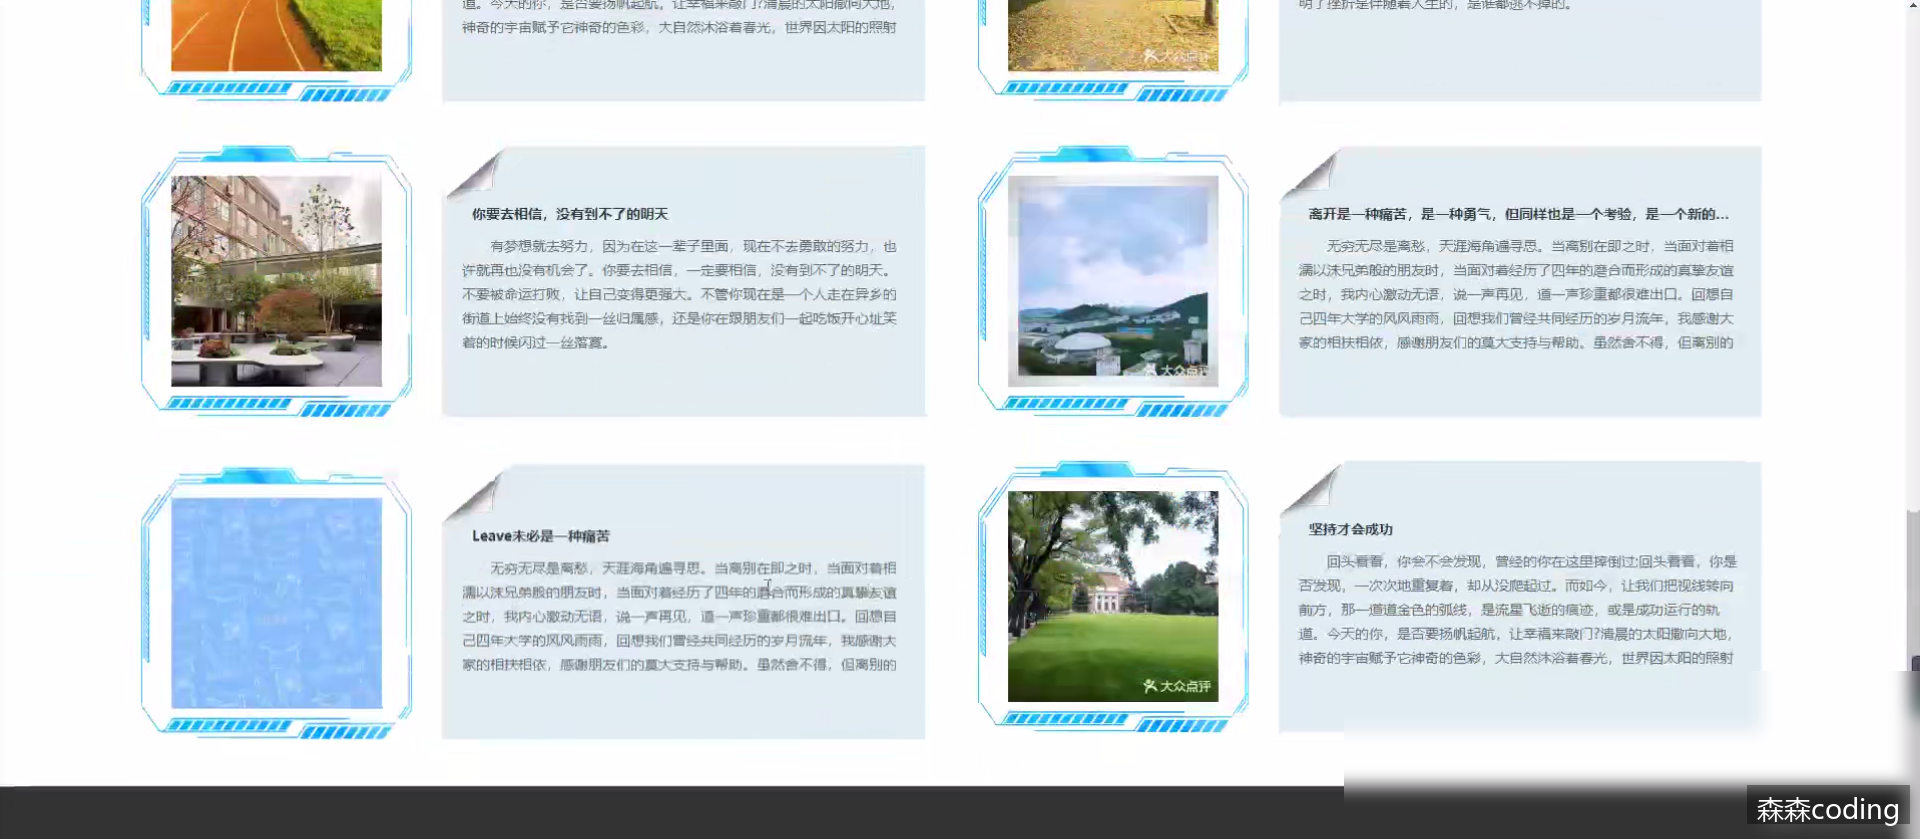 道。今天的你，是否要扬帆起航。让幸福来敲门?清晨的太阳撒向大地，
神奇的宇宙赋予它神奇的色彩，大自然沐浴着春光，世界因太阳的照射
大众点评
明了挫折是伴随着人生的，是谁都逃不掉的。
你要去相信，没有到不了的明天
有梦想就去努力，因为在这一辈子里面，现在不去勇敢的努力，也
许就再也没有机会了。你要去相信，一定要相信，没有到不了的明天。
不要被命运打败，让自己变得更强大。不管你现在是一个人走在异乡的
街道上始终没有找到一丝归属感，还是你在跟朋友们一起吃饭开心址笑
着的时候闪过一丝落寞。
大众点评
离开是一种痛苦，是一种勇气，但同样也是一个考验，是一个新的...
无穷无尽是离愁，天涯海角遍寻思。当离别在即之时，当面对着相
濡以沫兄弟般的朋友时，当面对着经历了四年的磨合而形成的真挚友谊
之时，我内心激动无语，说一声再见，道一声珍重都很难出口。回想自
己四年大学的风风雨雨，回想我们曾经共同经历的岁月流年，我感谢大
家的相扶相依，感谢朋友们的莫大支持与帮助。虽然舍不得，但离别的
Leave未必是一种痛苦
无穷无尽是离愁，天涯海角遍寻思。当离别在即之时，当面对着相
濡以沫兄弟般的朋友时，当面对着经历了四年的磨合而形成的真挚友谊
之时，我内心激动无语，说一声再见，道一声珍重都很难出口。回想自
己四年大学的风风雨雨，回想我们曾经共同经历的岁月流年，我感谢大
家的相扶相依，感谢朋友们的莫大支持与帮助。虽然舍不得，但离别的
大众点评
坚持才会成功
回头看看，你会不会发现，曾经的你在这里摔倒过;回头看看，你是
否发现，一次次地重复着，却从没爬起过。而如今，让我们把视线转向
前方，那一道道金色的弧线，是流星飞逝的痕迹，或是成功运行的轨
道。今天的你，是否要扬帆起航，让幸福来敲门?清晨的太阳撒向大地，
神奇的宇宙赋予它神奇的色彩，大自然沐浴着春光，世界因太阳的照射
森森coding